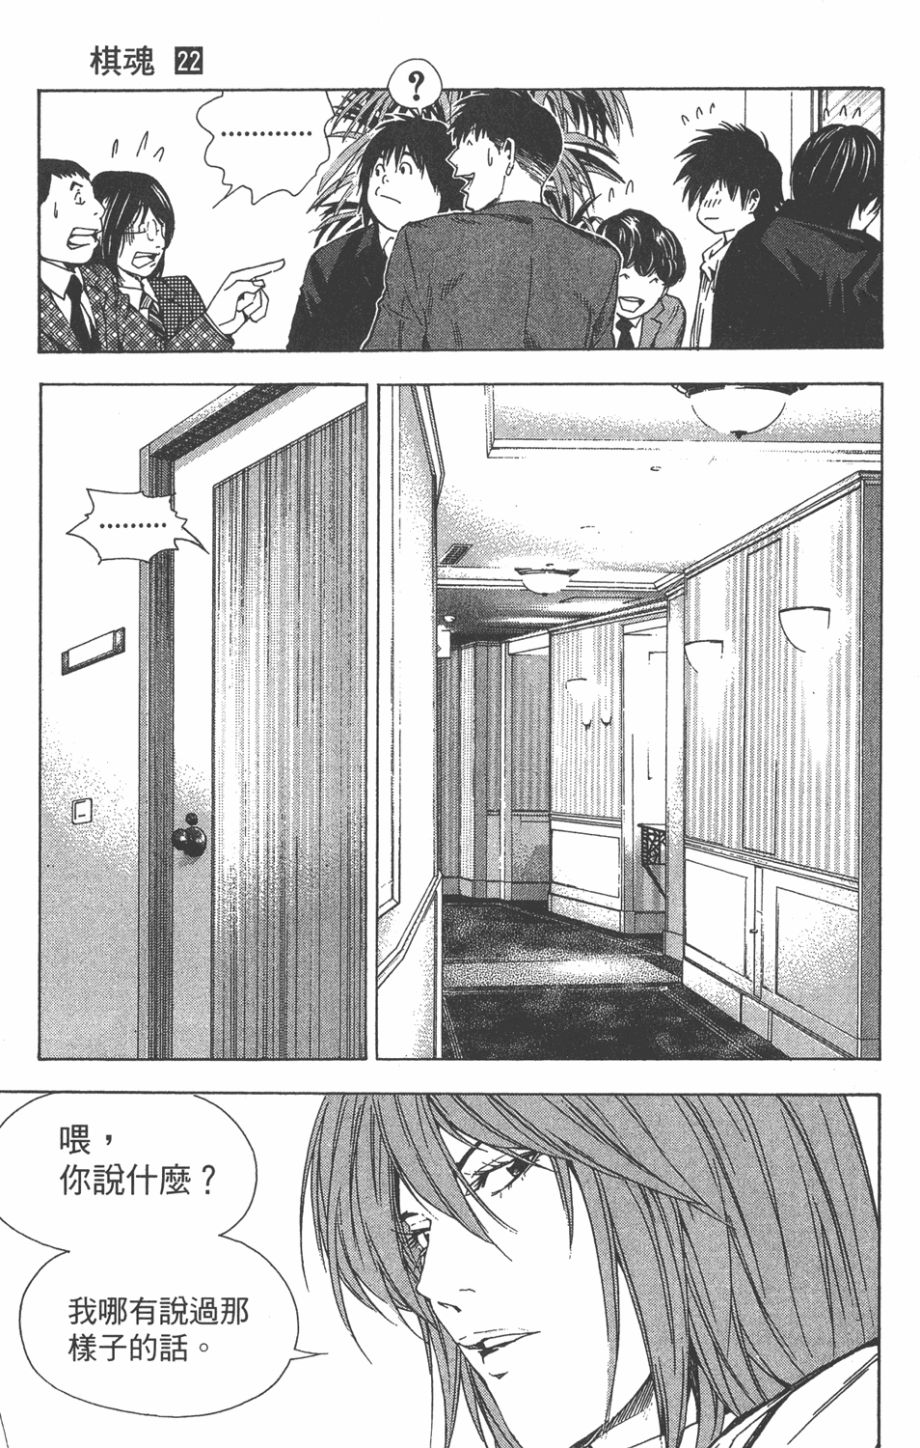 棋魂 22
?
…………
………
喂，
你說什麼？
我哪有說過那
樣子的話。